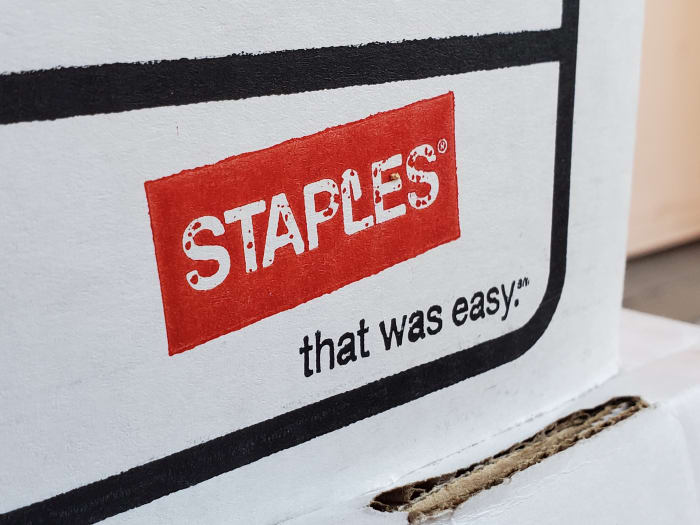 STAPLES®
that was easy.℠